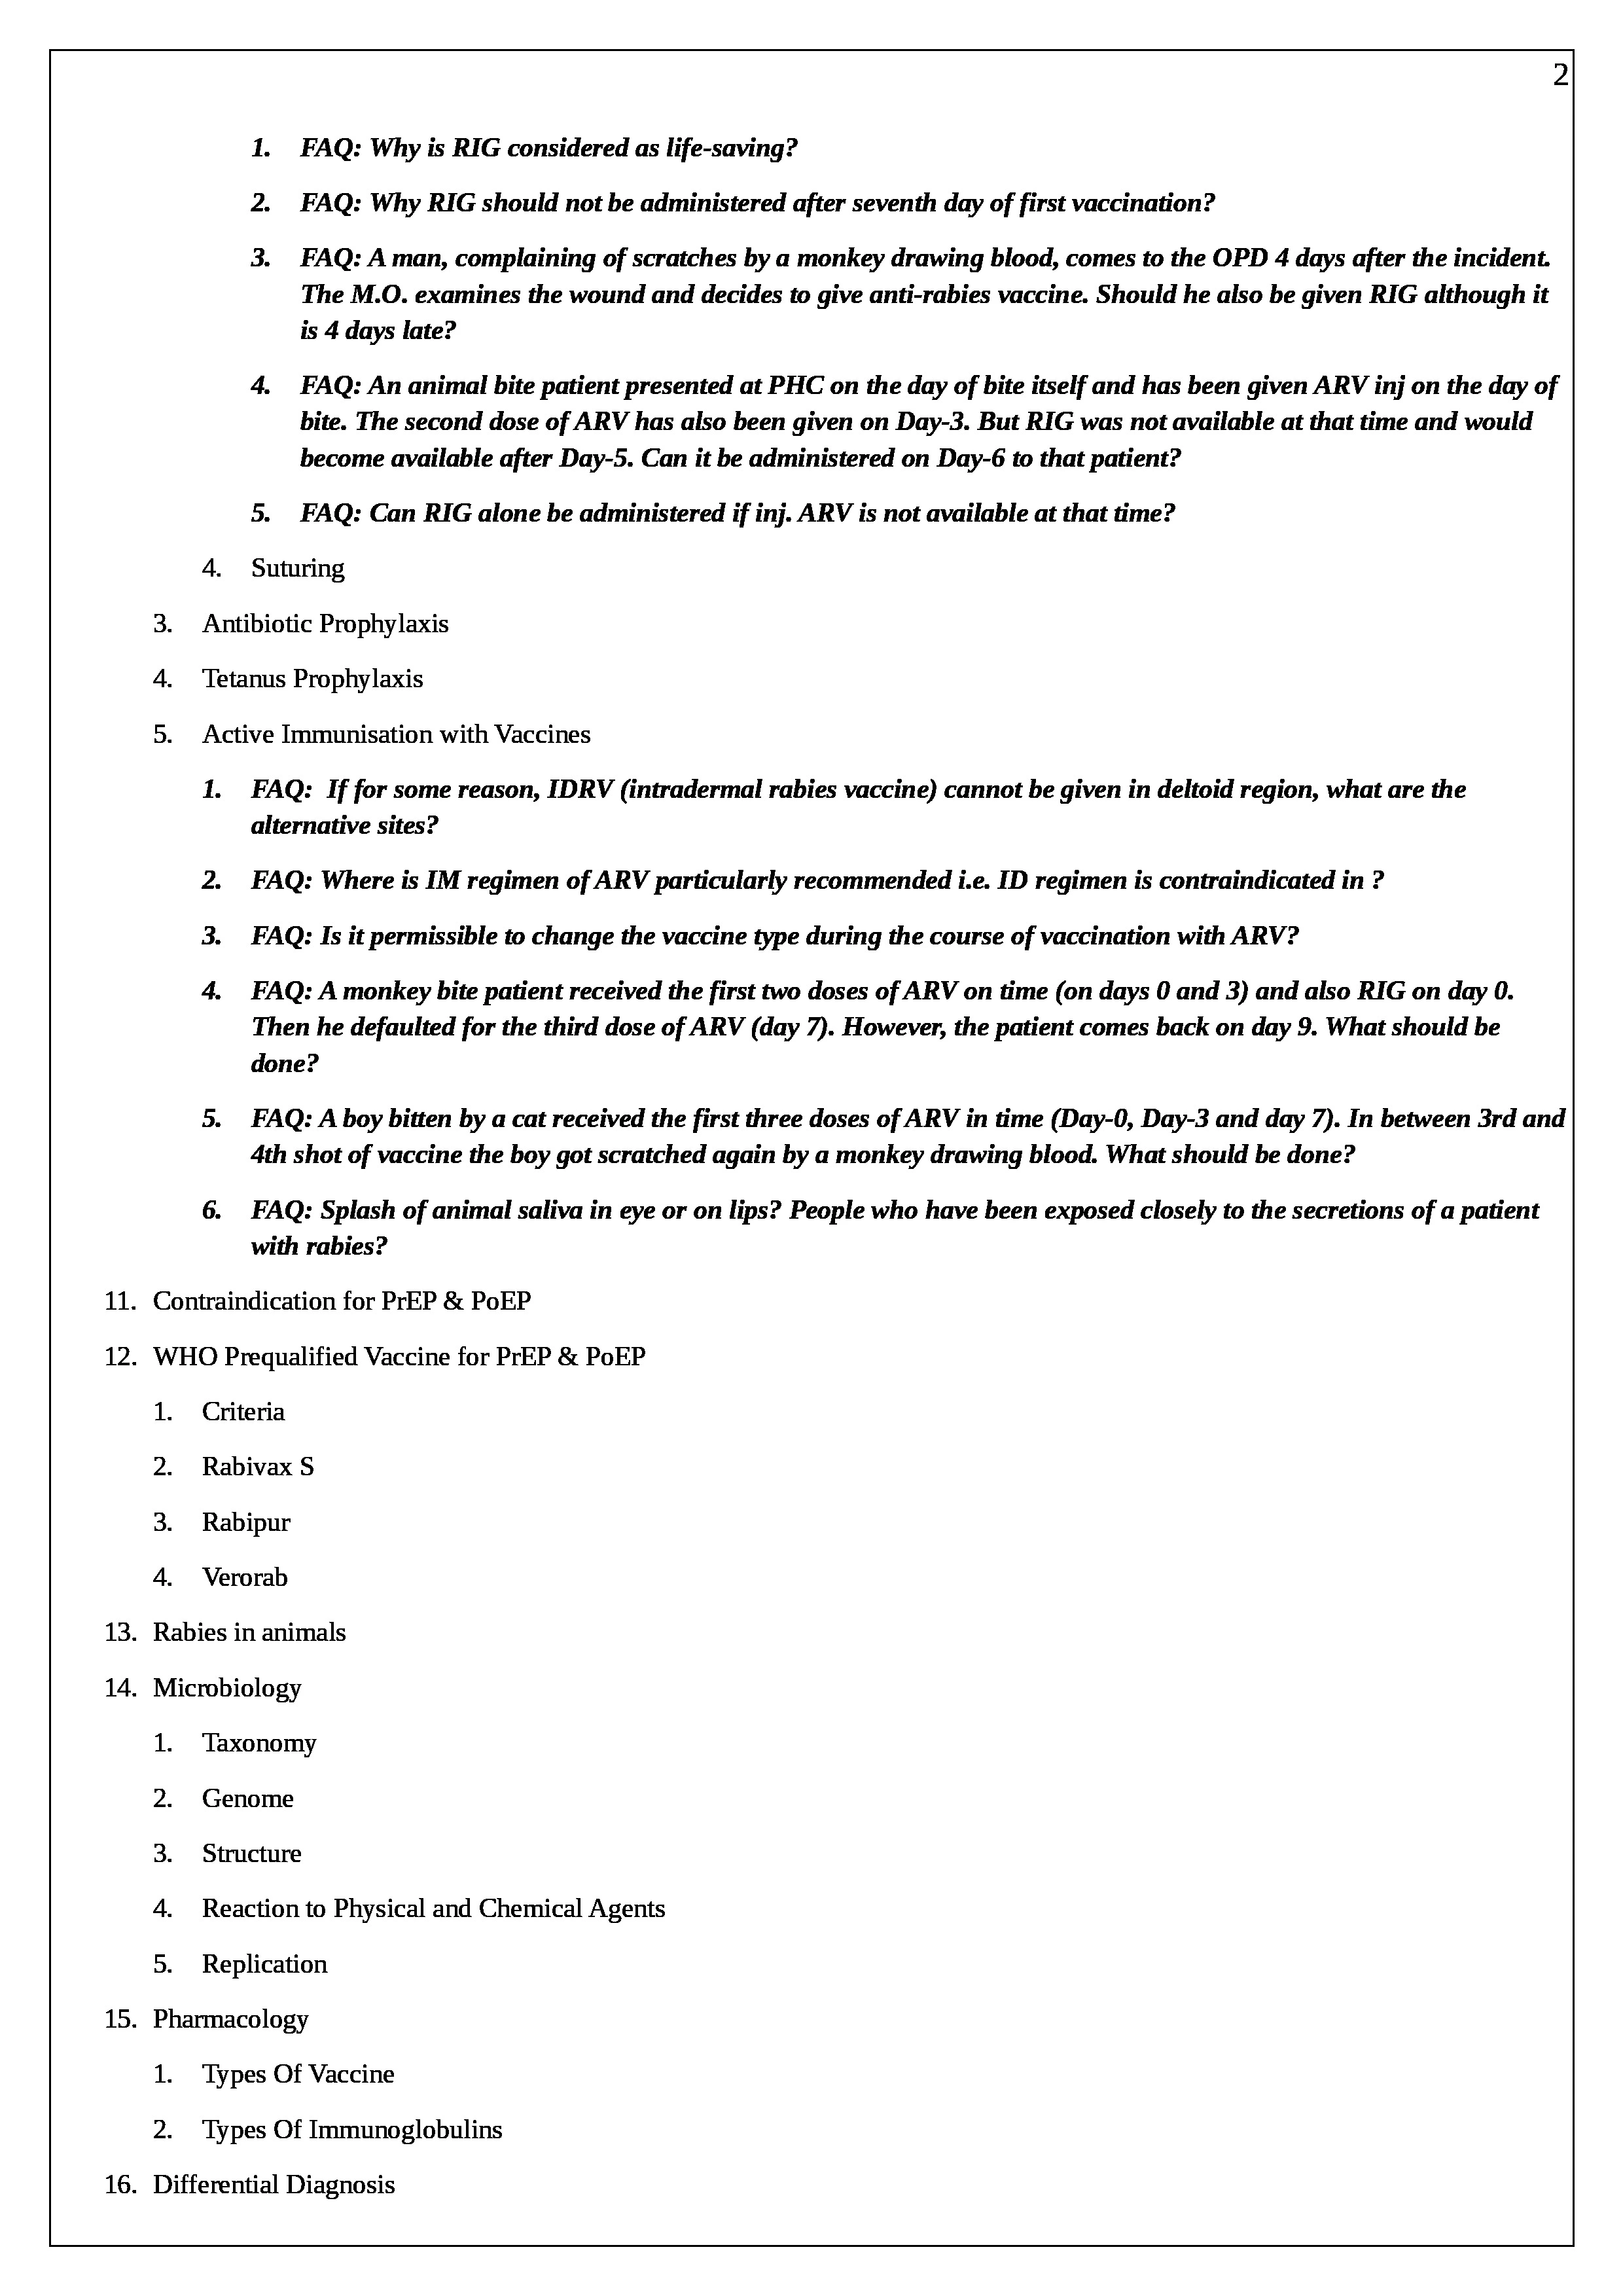 2
1. FAQ: Why is RIG considered as life-saving?
2. FAQ: Why RIG should not be administered after seventh day of first vaccination?
3. FAQ: A man, complaining of scratches by a monkey drawing blood, comes to the OPD 4 days after the incident.
The M.O. examines the wound and decides to give anti-rabies vaccine. Should he also be given RIG although it
is 4 days late?
4. FAQ: An animal bite patient presented at PHC on the day of bite itself and has been given ARV inj on the day of
bite. The second dose of ARV has also been given on Day-3. But RIG was not available at that time and would
become available after Day-5. Can it be administered on Day-6 to that patient?
5. FAQ: Can RIG alone be administered if inj. ARV is not available at that time?
4. Suturing
3. Antibiotic Prophylaxis
4. Tetanus Prophylaxis
5. Active Immunisation with Vaccines
1. FAQ:  If for some reason, IDRV (intradermal rabies vaccine) cannot be given in deltoid region, what are the
alternative sites?
2. FAQ: Where is IM regimen of ARV particularly recommended i.e. ID regimen is contraindicated in ?
3. FAQ: Is it permissible to change the vaccine type during the course of vaccination with ARV?
4. FAQ: A monkey bite patient received the first two doses of ARV on time (on days 0 and 3) and also RIG on day 0.
Then he defaulted for the third dose of ARV (day 7). However, the patient comes back on day 9. What should be
done?
5. FAQ: A boy bitten by a cat received the first three doses of ARV in time (Day-0, Day-3 and day 7). In between 3rd and
4th shot of vaccine the boy got scratched again by a monkey drawing blood. What should be done?
6. FAQ: Splash of animal saliva in eye or on lips? People who have been exposed closely to the secretions of a patient
with rabies?
11. Contraindication for PrEP & PoEP
12. WHO Prequalified Vaccine for PrEP & PoEP
1. Criteria
2. Rabivax S
3. Rabipur
4. Verorab
13. Rabies in animals
14. Microbiology
1. Taxonomy
2. Genome
3. Structure
4. Reaction to Physical and Chemical Agents
5. Replication
15. Pharmacology
1. Types Of Vaccine
2. Types Of Immunoglobulins
16. Differential Diagnosis